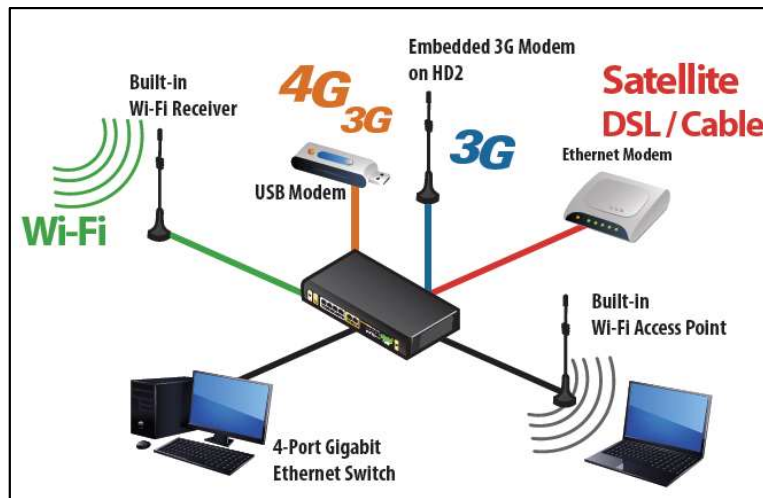 Built-in
Wi-Fi Receiver
Wi-Fi
4G
3G
USB Modem
Embedded 3G Modem
on HD2
3G
Satellite
DSL / Cable
Ethernet Modem
Built-in
Wi-Fi Access Point
4-Port Gigabit
Ethernet Switch